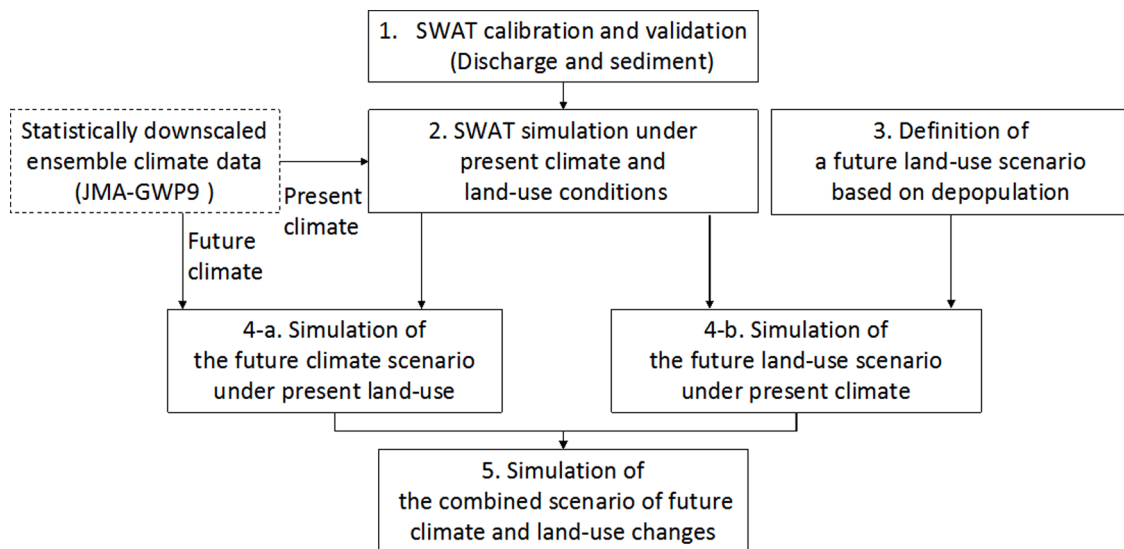 1. SWAT calibration and validation
(Discharge and sediment)
Statistically downscaled
ensemble climate data
(JMA-GWP9 )
Present
climate
Future
climate
2. SWAT simulation under
present climate and
land-use conditions
3. Definition of
a future land-use scenario
based on depopulation
4-a. Simulation of
the future climate scenario
under present land-use
4-b. Simulation of
the future land-use scenario
under present climate
5. Simulation of
the combined scenario of future
climate and land-use changes